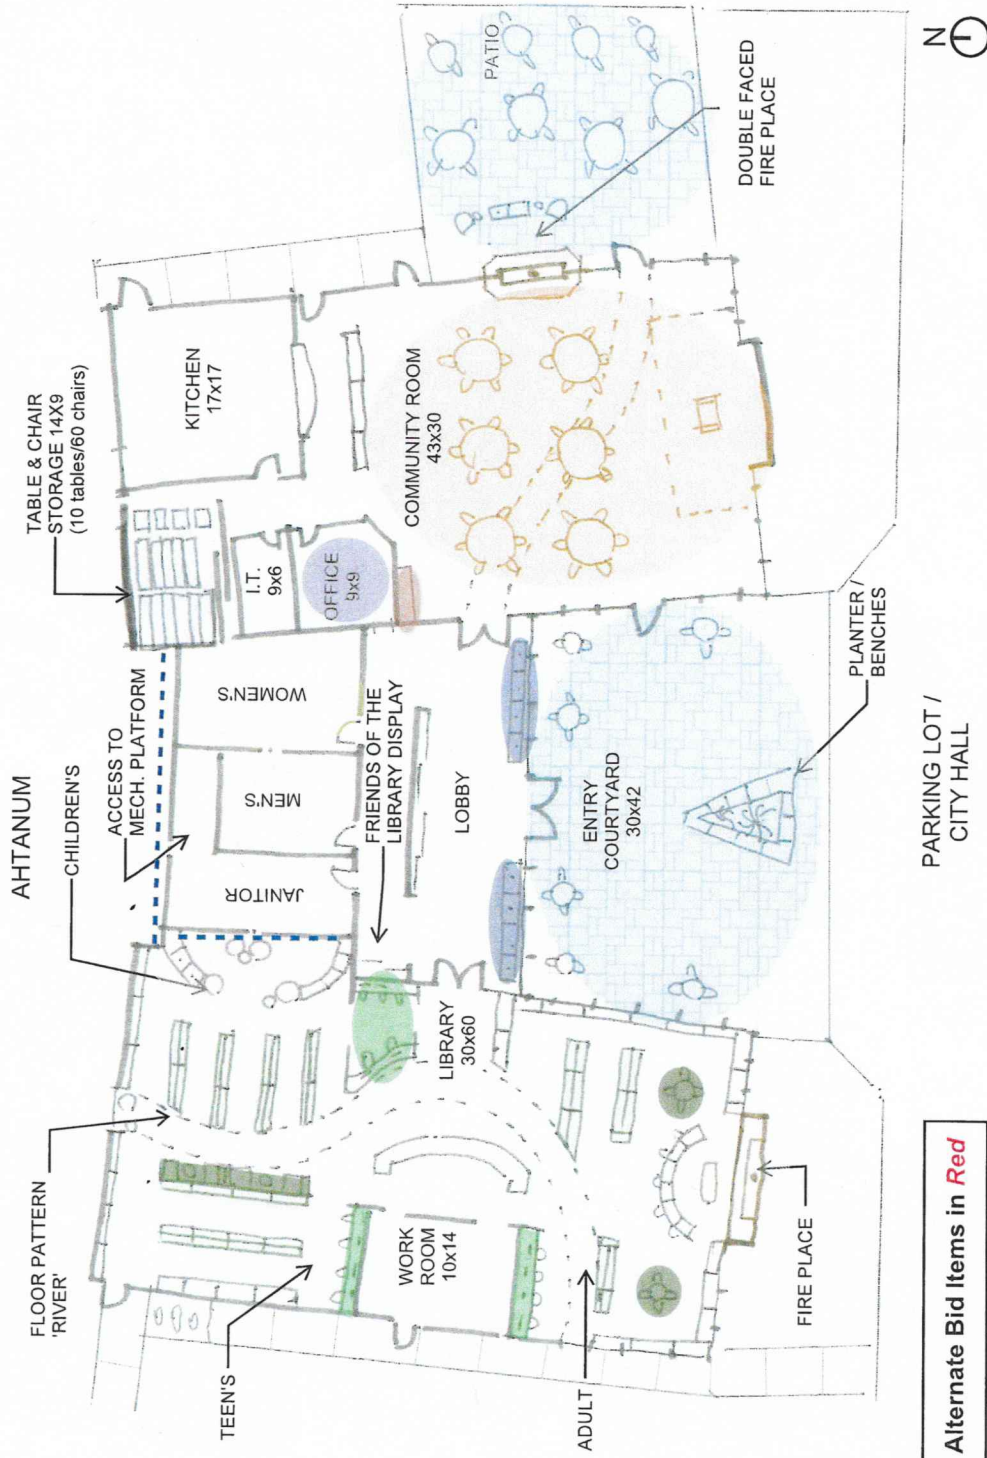 AHTANUM
FLOOR PATTERN
'RIVER'
CHILDREN'S
ACCESS TO
MECH. PLATFORM
TABLE & CHAIR
STORAGE 14X9
(10 tables/60 chairs)
TEEN'S
JANITOR
MEN'S
WOMEN'S
I.T.
9x6
OFFICE
9x9
KITCHEN
17x17
PATIO
FRIENDS OF THE
LIBRARY DISPLAY
WORK
ROOM
10x14
LIBRARY
30x60
LOBBY
COMMUNITY ROOM
43x30
ENTRY
COURTYARD
30x42
DOUBLE FACED
FIRE PLACE
ADULT
FIRE PLACE
PLANTER /
BENCHES
PARKING LOT /
CITY HALL
Alternate Bid Items in Red
N